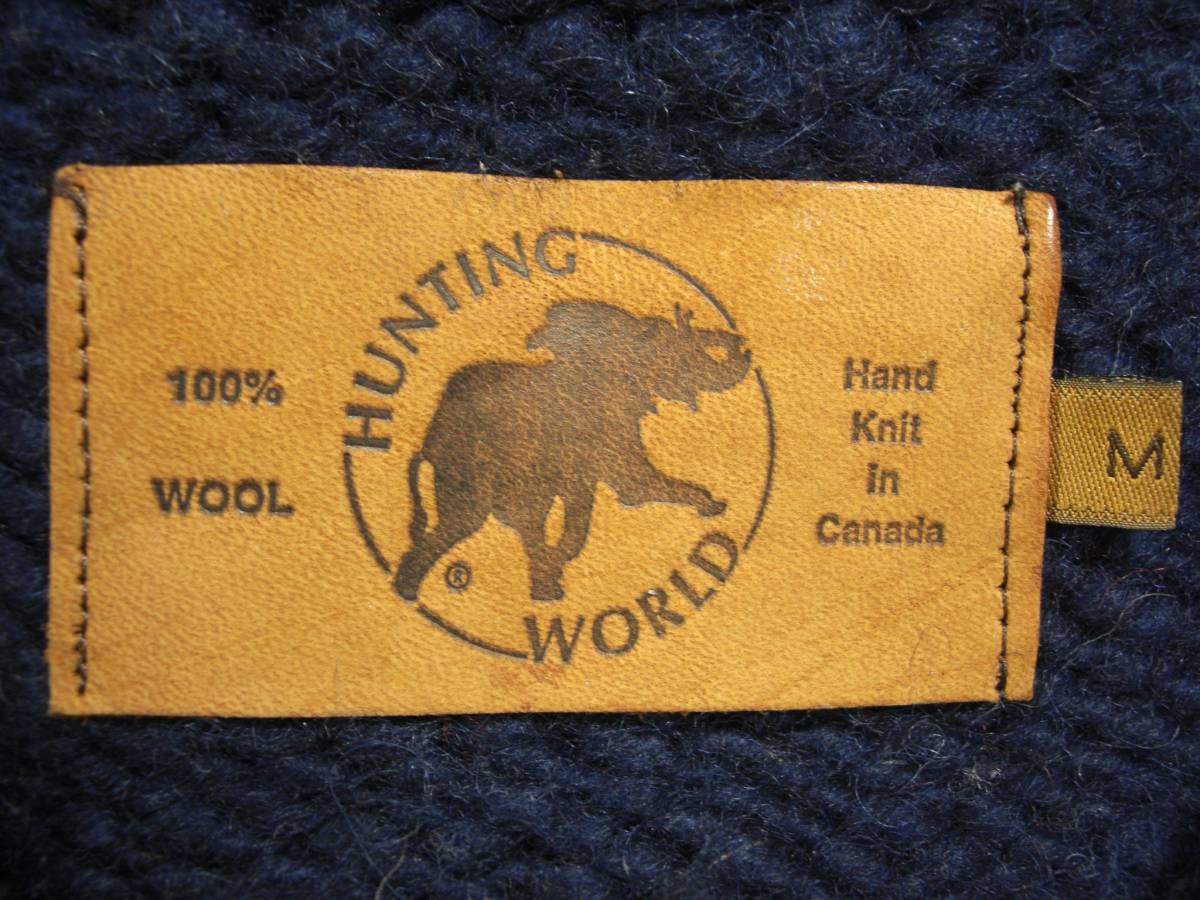 HUNTING
WORLD
®
100%
WOOL
Hand
Knit
in
Canada
M